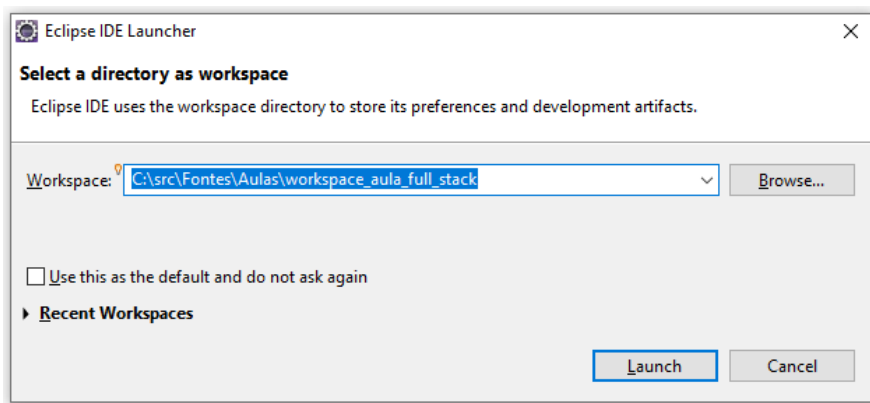 Eclipse IDE Launcher
Select a directory as workspace
Eclipse IDE uses the workspace directory to store its preferences and development artifacts.
Workspace: C:\src\Fontes\Aulas\workspace_aula_full_stack Browse...
Use this as the default and do not ask again
Recent Workspaces
Launch Cancel